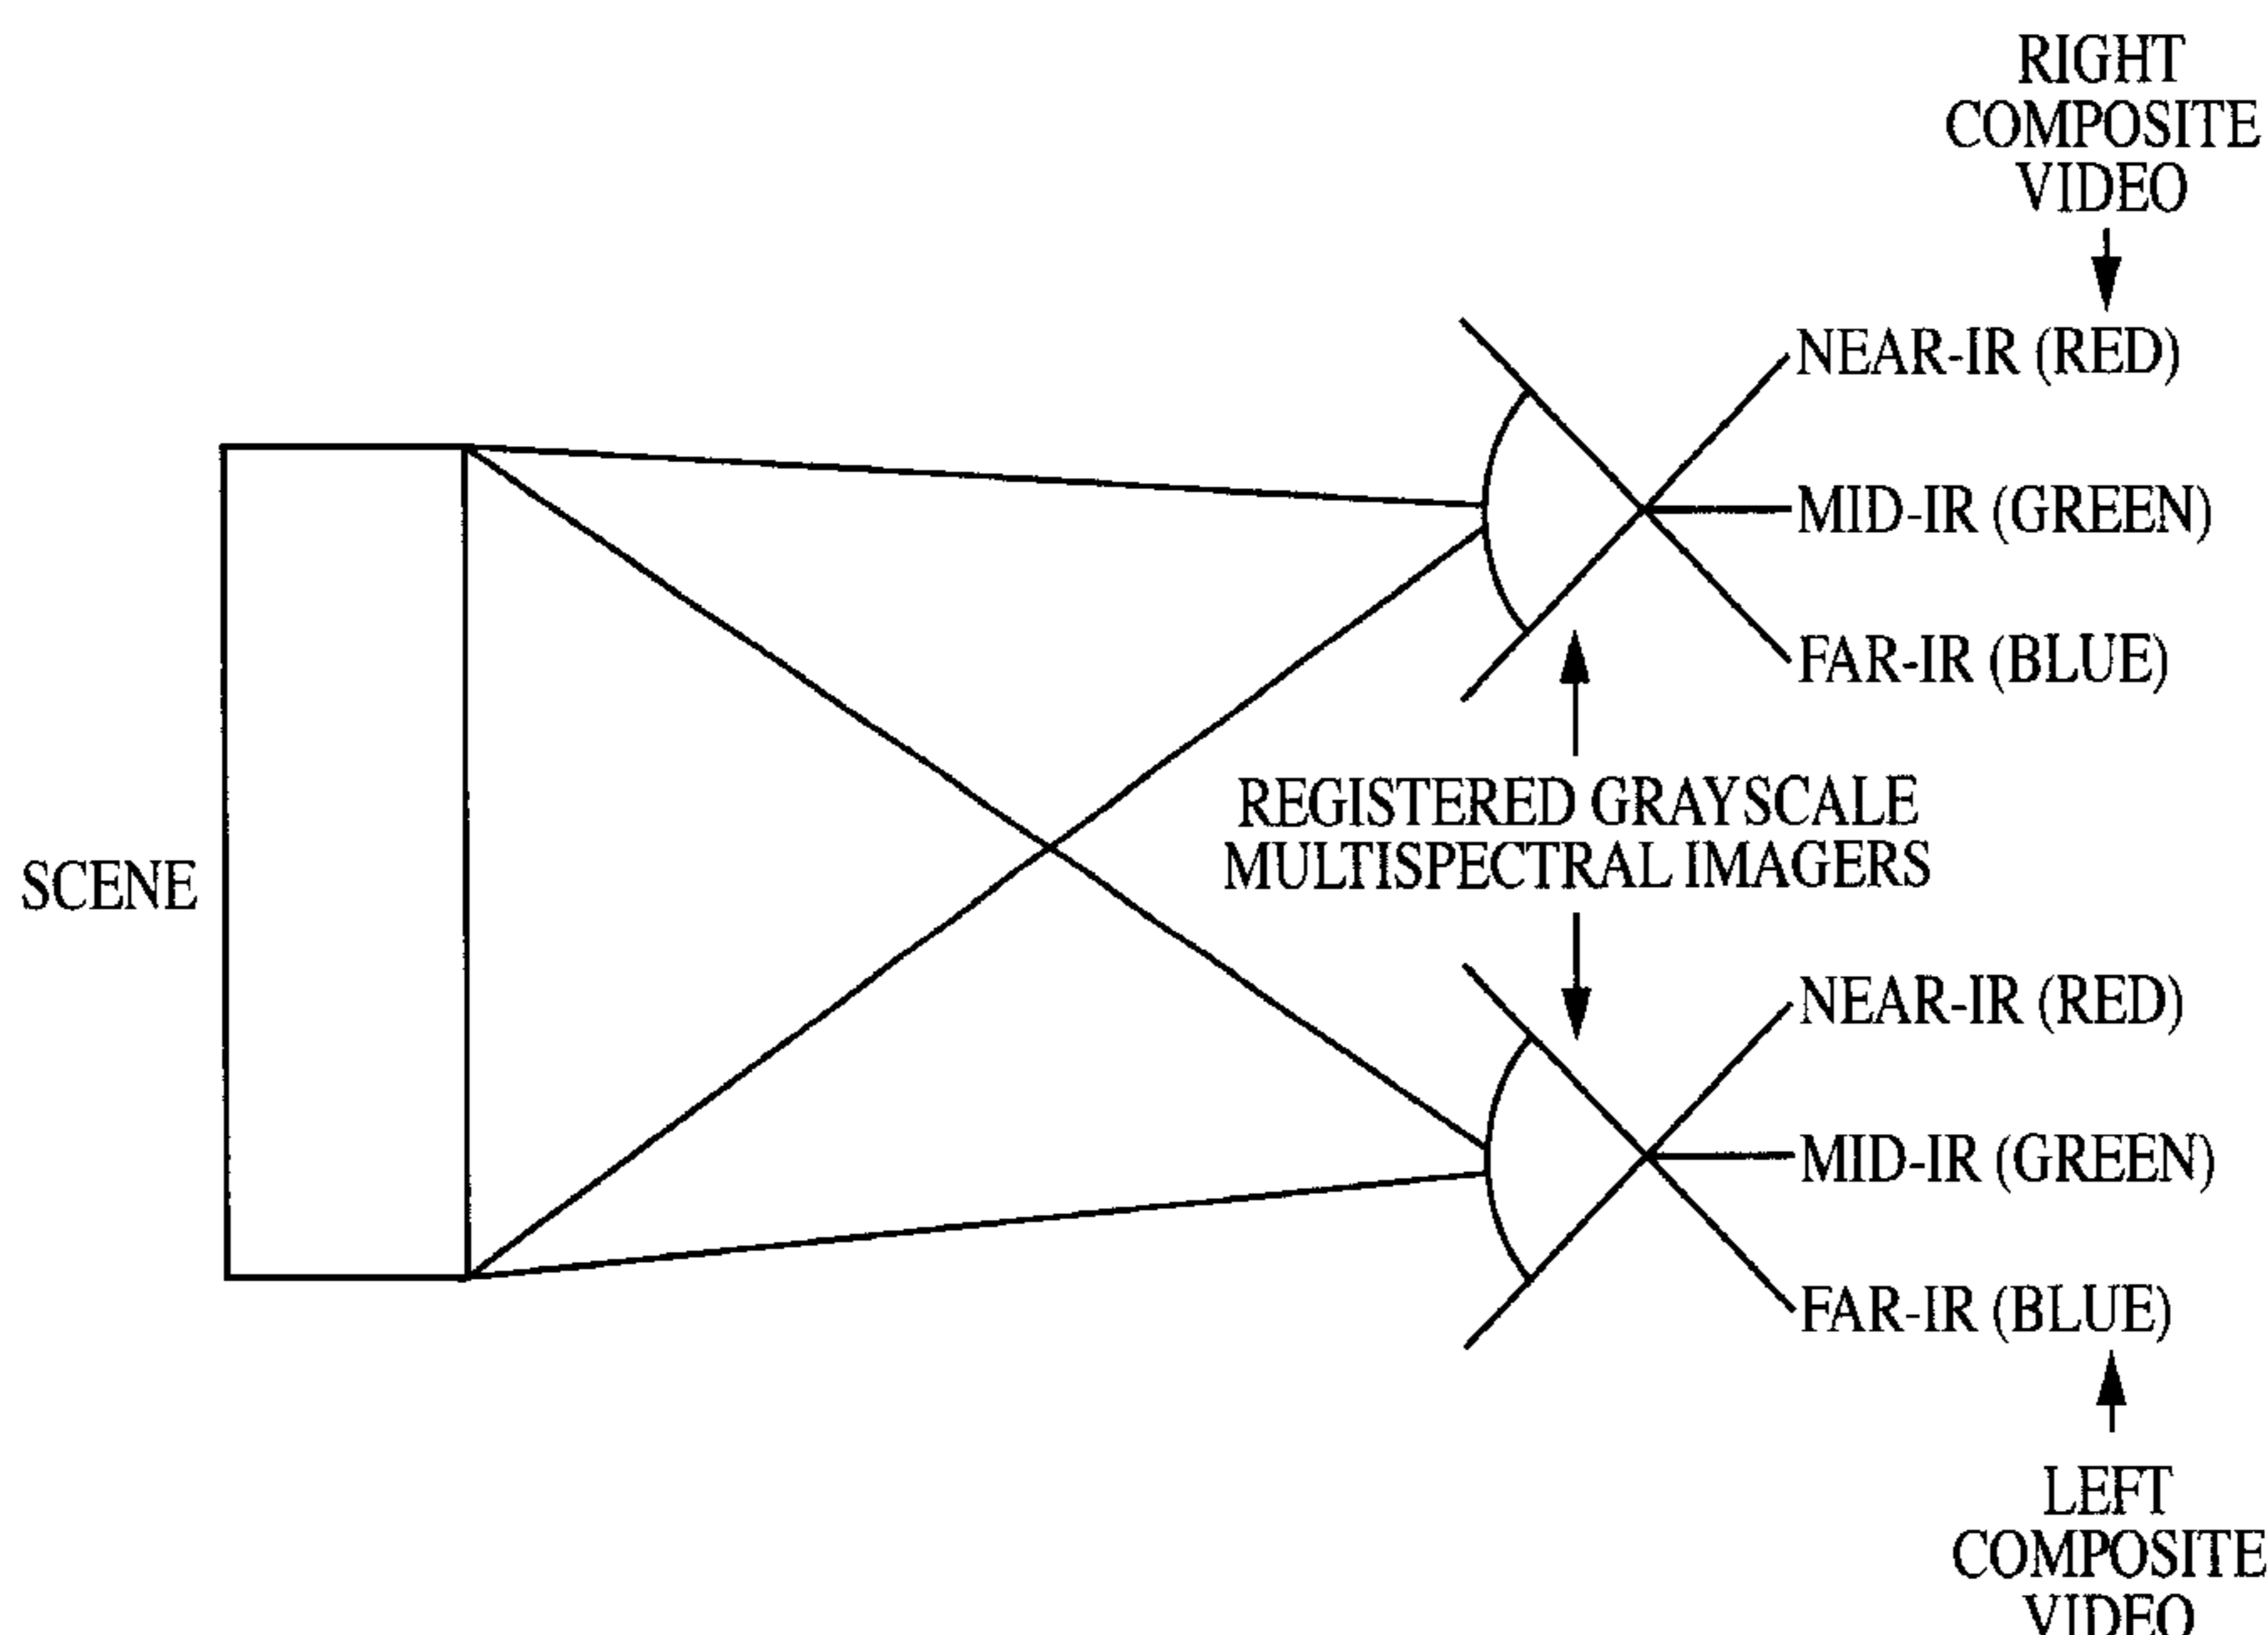 RIGHT
COMPOSITE
VIDEO
NEAR-IR (RED)
MID-IR (GREEN)
FAR-IR (BLUE)
REGISTERED GRAYSCALE
MULTISPECTRAL IMAGERS
SCENE
NEAR-IR (RED)
MID-IR (GREEN)
FAR-IR (BLUE)
LEFT
COMPOSITE
VIDEO